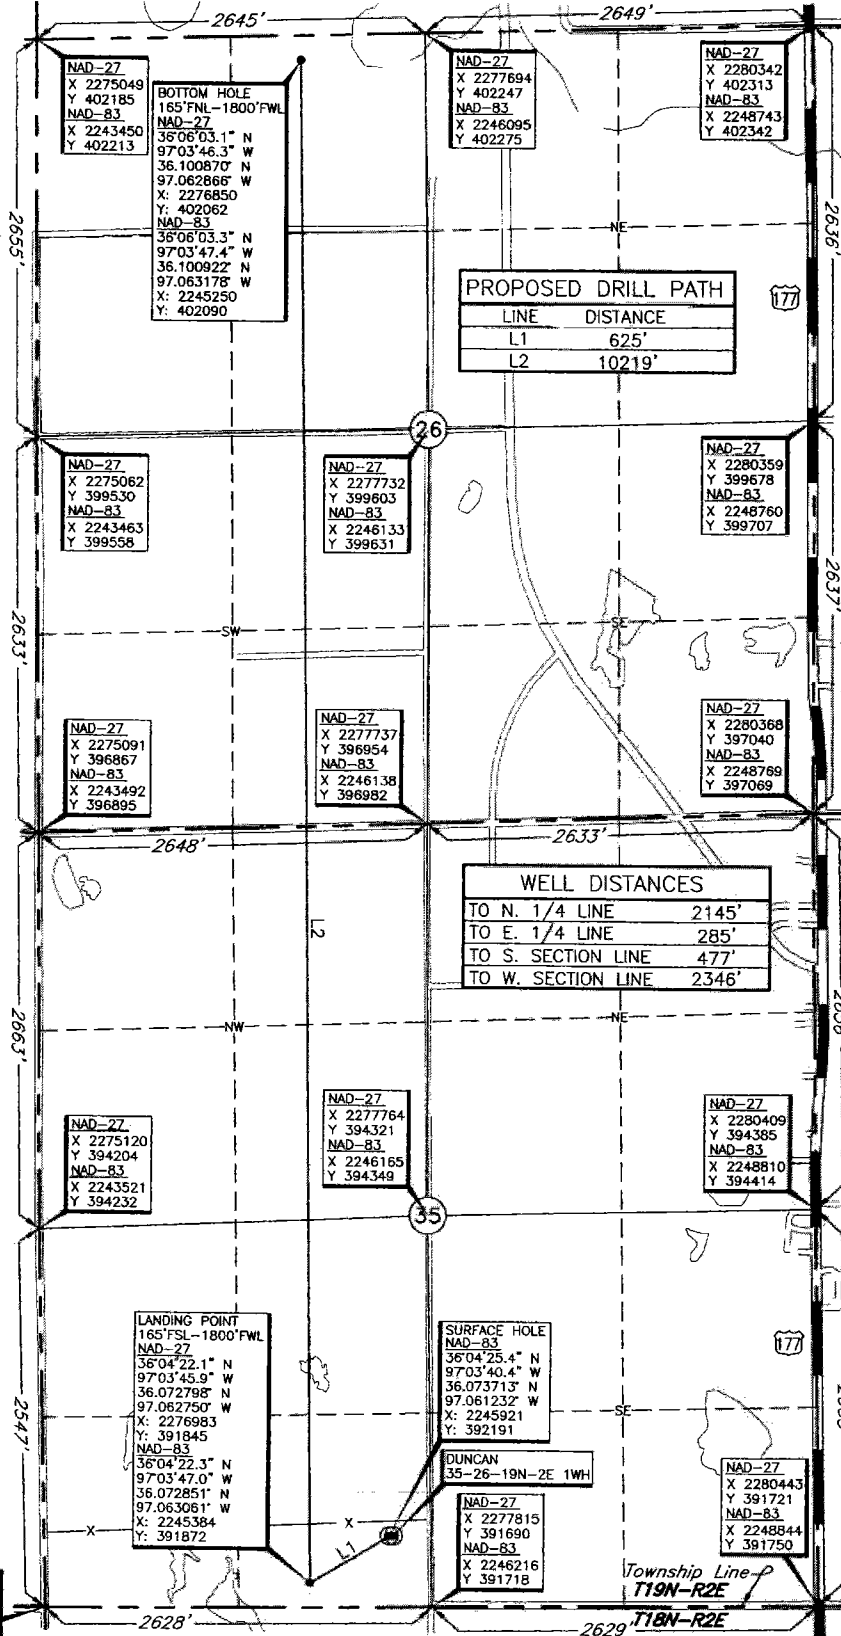 2645'
2649'
NAD-27
X 2275049
Y 402185
NAD-83
X 2243450
Y 402213
BOTTOM HOLE
165'FNL-1800'FWL
NAD-27
36°06'03.1" N
97°03'46.3" W
36.100870° N
97.062866° W
X: 2276850
Y: 402062
NAD-83
36°06'03.3" N
97°03'47.4" W
36.100922° N
97.063178° W
X: 2245250
Y: 402090
NAD-27
X 2277694
Y 402247
NAD-83
X 2246095
Y 402275
NAD-27
X 2280342
Y 402313
NAD-83
X 2248743
Y 402342
2655'
NE
2636'
PROPOSED DRILL PATH
LINE DISTANCE
L1 625'
L2 10219'
177
26
NAD-27
X 2275062
Y 399530
NAD-83
X 2243463
Y 399558
NAD-27
X 2277732
Y 399603
NAD-83
X 2246133
Y 399631
NAD-27
X 2280359
Y 399678
NAD-83
X 2248760
Y 399707
2633'
SW
SE
2637'
NAD-27
X 2275091
Y 396867
NAD-83
X 2243492
Y 396895
NAD-27
X 2277737
Y 396954
NAD-83
X 2246138
Y 396982
NAD-27
X 2280368
Y 397040
NAD-83
X 2248769
Y 397069
2648'
2633'
L2
WELL DISTANCES
TO N. 1/4 LINE 2145'
TO E. 1/4 LINE 285'
TO S. SECTION LINE 477'
TO W. SECTION LINE 2346'
2663'
NW
NE
NAD-27
X 2275120
Y 394204
NAD-83
X 2243521
Y 394232
NAD-27
X 2277764
Y 394321
NAD-83
X 2246165
Y 394349
NAD-27
X 2280409
Y 394385
NAD-83
X 2248810
Y 394414
35
LANDING POINT
165'FSL-1800'FWL
NAD-27
36°04'22.1" N
97°03'45.9" W
36.072798° N
97.062750° W
X: 2276983
Y: 391845
NAD-83
36°04'22.3" N
97°03'47.0" W
36.072851° N
97.063061° W
X: 2245384
Y: 391872
SURFACE HOLE
NAD-83
36°04'25.4" N
97°03'40.4" W
36.073713° N
97.061232° W
X: 2245921
Y: 392191
177
2547'
SE
DUNCAN
35-26-19N-2E 1WH
NAD-27
X 2277815
Y 391690
NAD-83
X 2246216
Y 391718
NAD-27
X 2280443
Y 391721
NAD-83
X 2248844
Y 391750
X
X
L1
Township Line
T19N-R2E
T18N-R2E
2628'
2629'